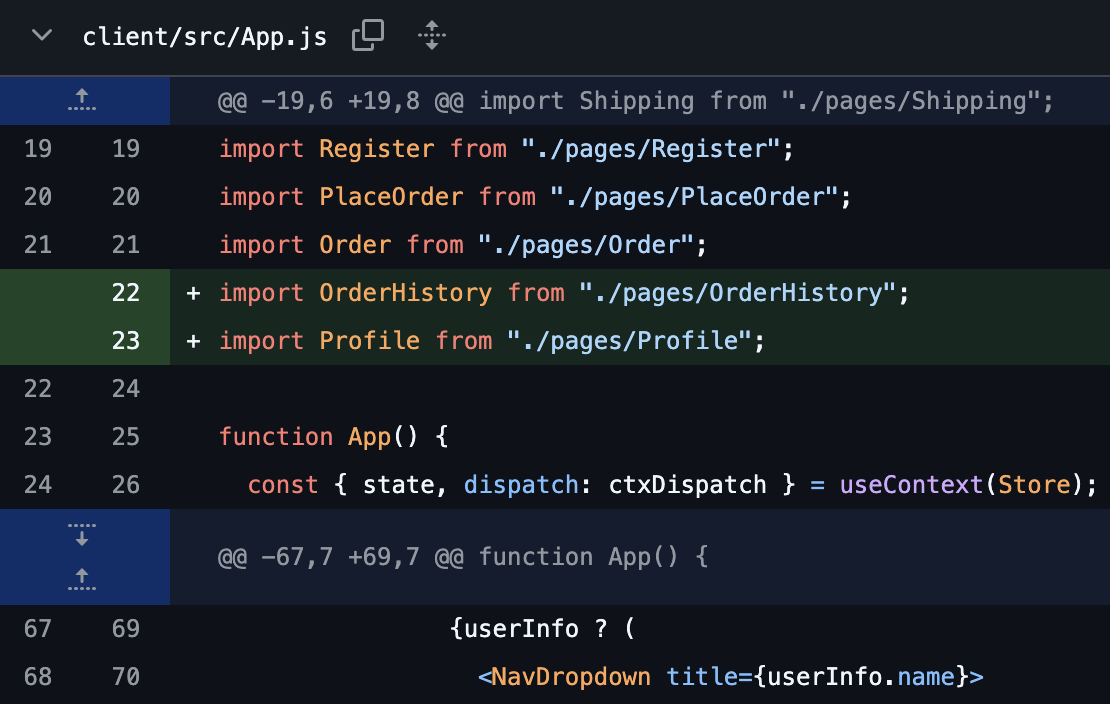 client/src/App.js
@@ -19,6 +19,8 @@ import Shipping from "./pages/Shipping";
19 19 import Register from "./pages/Register";
20 20 import PlaceOrder from "./pages/PlaceOrder";
21 21 import Order from "./pages/Order";
22 + import OrderHistory from "./pages/OrderHistory";
23 + import Profile from "./pages/Profile";
22 24
23 25 function App() {
24 26 const { state, dispatch: ctxDispatch } = useContext(Store);
@@ -67,7 +69,7 @@ function App() {
67 69 {userInfo ? (
68 70 <NavDropdown title={userInfo.name}>